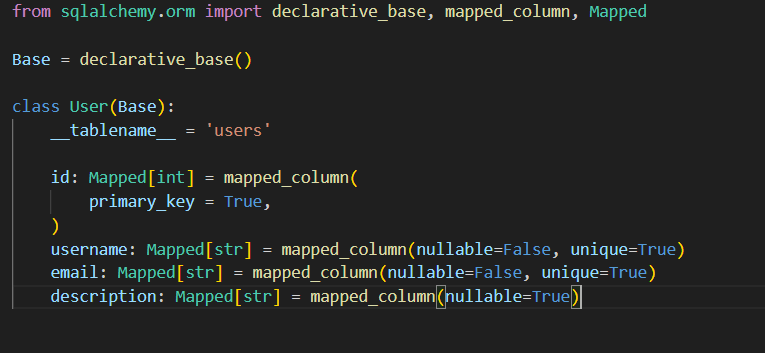 from sqlalchemy.orm import declarative_base, mapped_column, Mapped
Base = declarative_base()
class User(Base):
    __tablename__ = 'users'
    id: Mapped[int] = mapped_column(
        primary_key = True,
    )
    username: Mapped[str] = mapped_column(nullable=False, unique=True)
    email: Mapped[str] = mapped_column(nullable=False, unique=True)
    description: Mapped[str] = mapped_column(nullable=True)